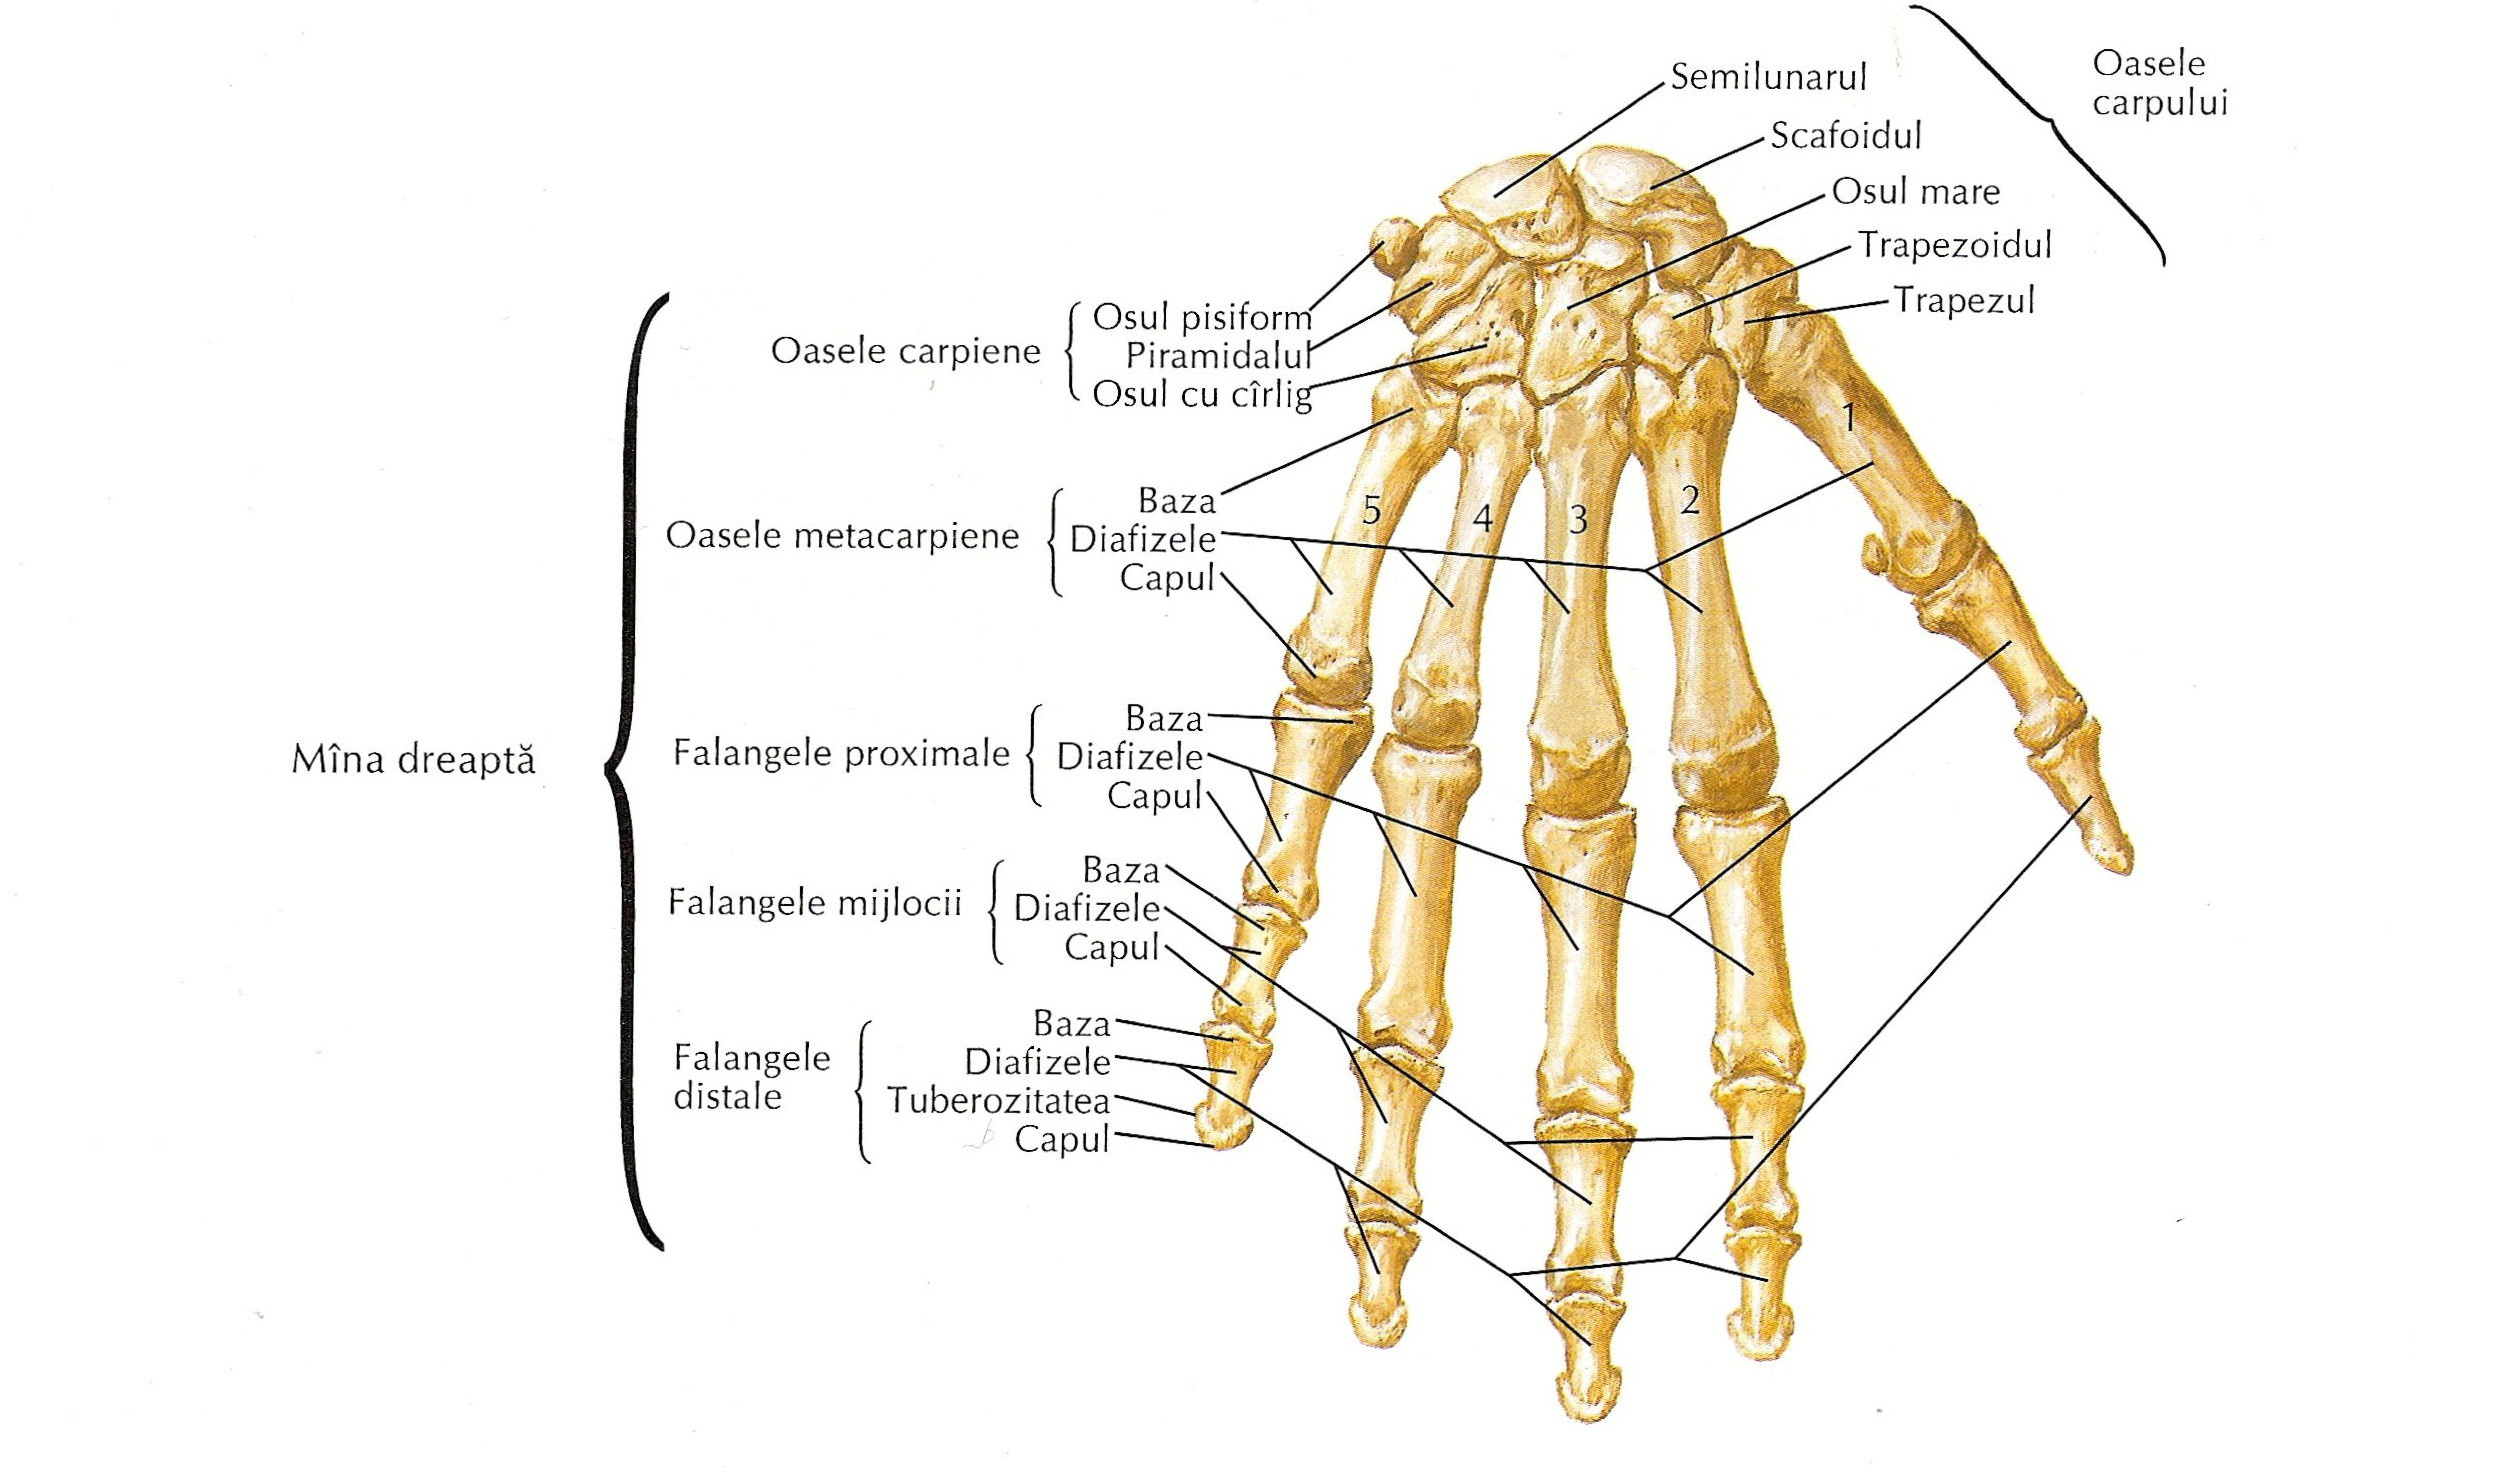 Oasele
carpului
Semilunarul
Scafoidul
Osul mare
Trapezoidul
Trapezul
Mîna dreaptă
Oasele carpiene
Osul pisiform
Piramidalul
Osul cu cîrlig
1
5
4
3
2
Oasele metacarpiene
Baza
Diafizele
Capul
Falangele proximale
Baza
Diafizele
Capul
Falangele mijlocii
Baza
Diafizele
Capul
Falangele
distale
Baza
Diafizele
Tuberozitatea
Capul